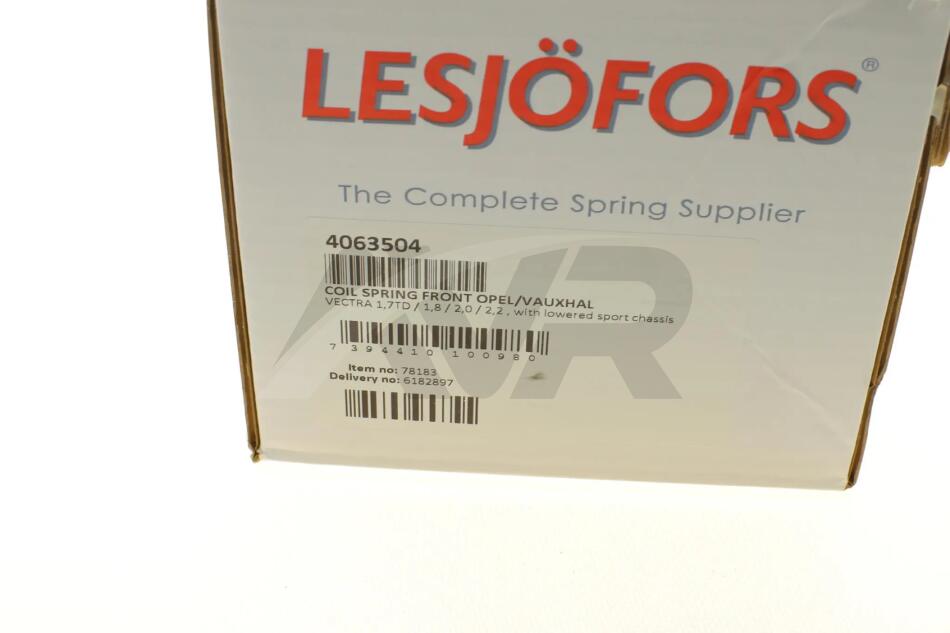 LESJÖFORS®
The Complete Spring Supplier
4063504
COIL SPRING FRONT OPEL/VAUXHAL
VECTRA 1,7TD / 1,8 / 2,0 / 2,2 , with lowered sport chassis
7 394410 100980
Item no: 78183
Delivery no: 6182897
AVR